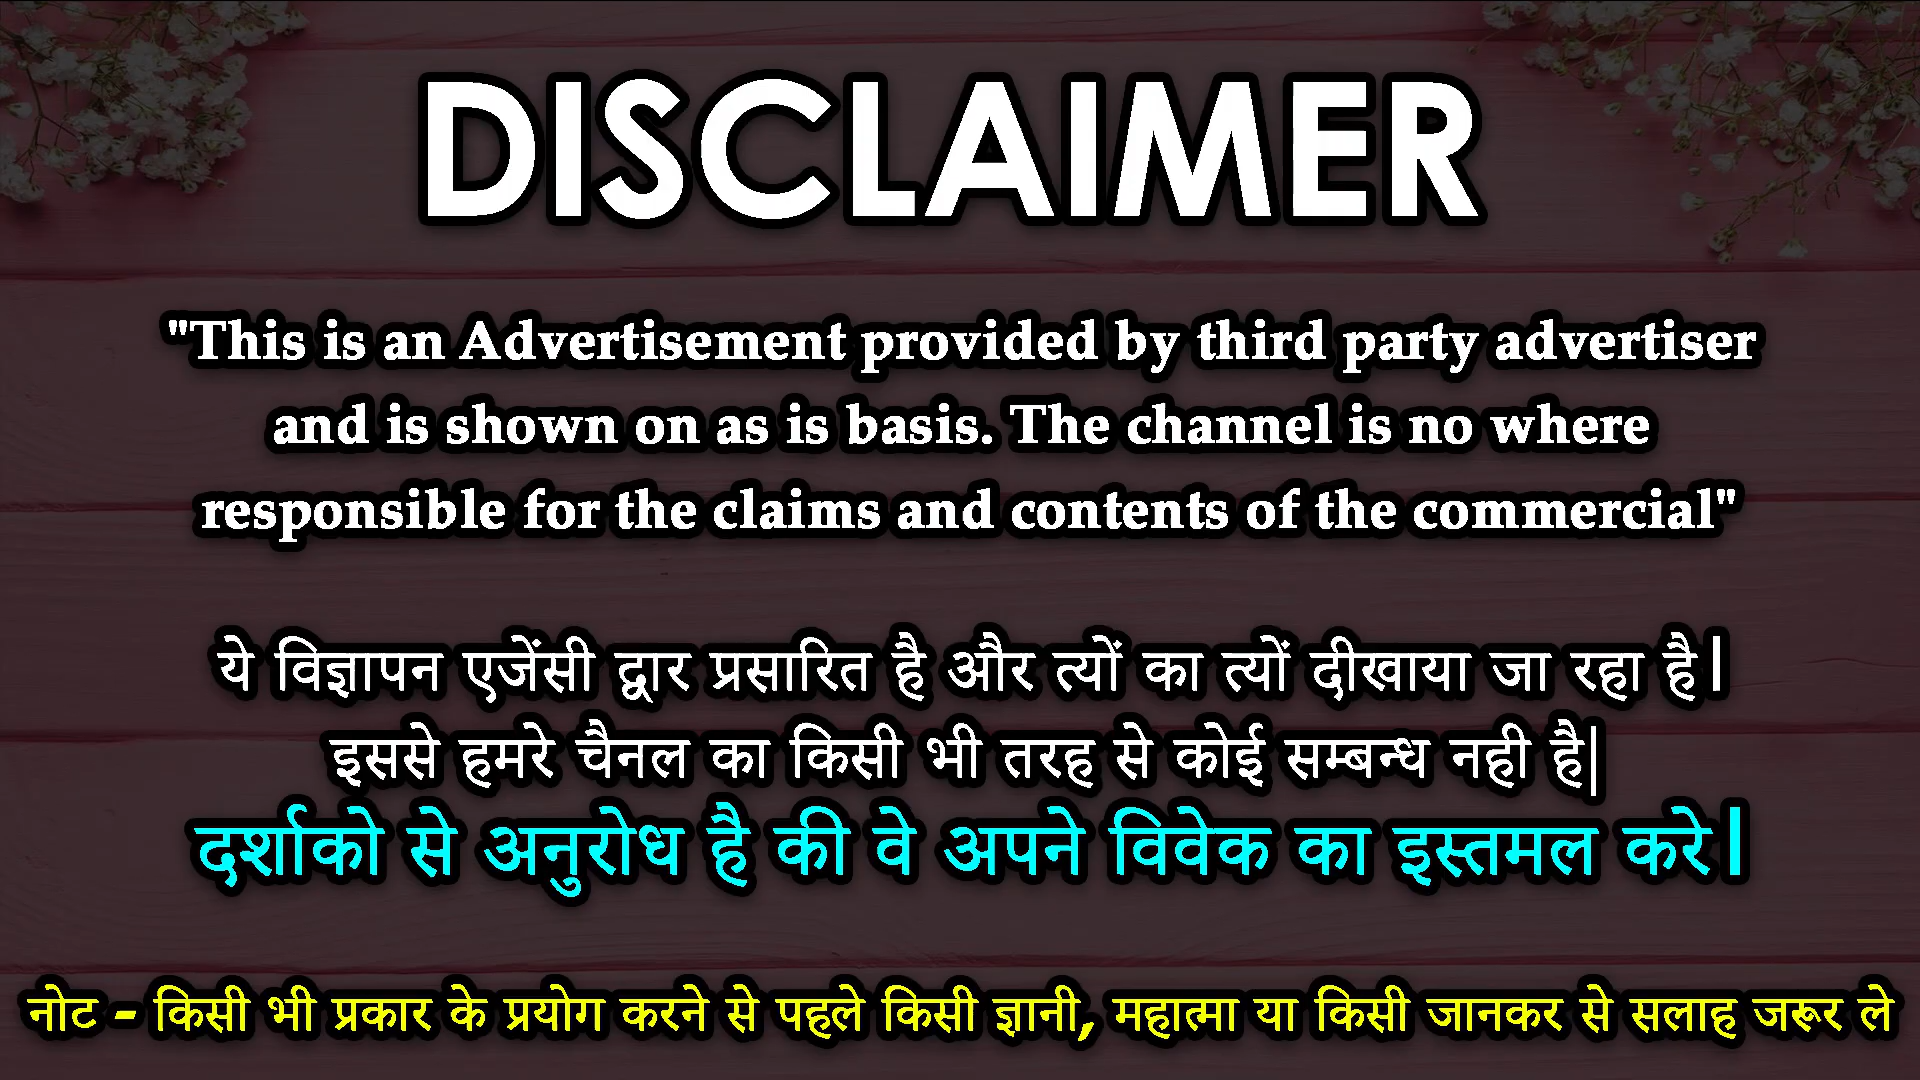 DISCLAIMER
"This is an Advertisement provided by third party advertiser
and is shown on as is basis. The channel is no where
responsible for the claims and contents of the commercial"
ये विज्ञापन एजेंसी द्वार प्रसारित है और त्यों का त्यों दीखाया जा रहा है।
इससे हमरे चैनल का किसी भी तरह से कोई सम्बन्ध नही है|
दर्शाको से अनुरोध है की वे अपने विवेक का इस्तमल करे।
नोट - किसी भी प्रकार के प्रयोग करने से पहले किसी ज्ञानी, महात्मा या किसी जानकर से सलाह जरूर ले